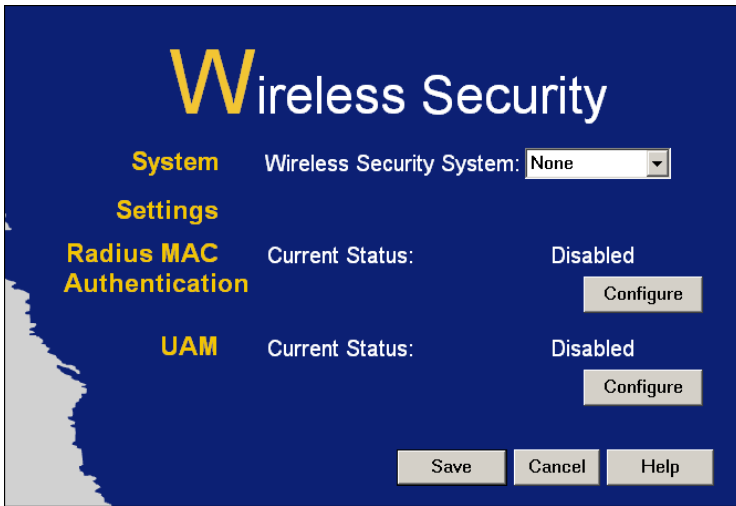 Wireless Security
System Wireless Security System: None
Settings
Radius MAC Current Status: Disabled
Authentication Configure
UAM Current Status: Disabled
Configure
Save Cancel Help